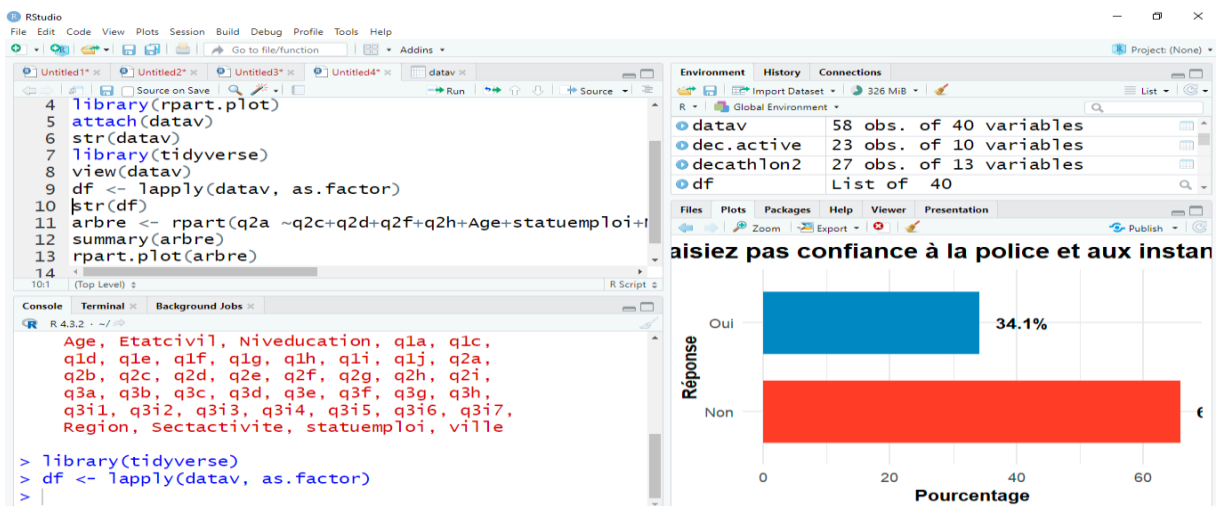 RStudio
File Edit Code View Plots Session Build Debug Profile Tools Help
Go to file/function Addins Project: (None)
Untitled1* Untitled2* Untitled3* Untitled4* datav
Source on Save Run Source
4 library(rpart.plot)
5 attach(datav)
6 str(datav)
7 library(tidyverse)
8 view(datav)
9 df <- lapply(datav, as.factor)
10 str(df)
11 arbre <- rpart(q2a ~q2c+q2d+q2f+q2h+Age+statuemploi+
12 summary(arbre)
13 rpart.plot(arbre)
14
10:1 (Top Level) R Script
Console Terminal Background Jobs
R 4.3.2 · ~/
Age, Etatcivil, Niveducation, q1a, q1c,
q1d, q1e, q1f, q1g, q1h, q1i, q1j, q2a,
q2b, q2c, q2d, q2e, q2f, q2g, q2h, q2i,
q3a, q3b, q3c, q3d, q3e, q3f, q3g, q3h,
q3i1, q3i2, q3i3, q3i4, q3i5, q3i6, q3i7,
Region, Sectactivite, statuemploi, ville
> library(tidyverse)
> df <- lapply(datav, as.factor)
>
Environment History Connections
Import Dataset 326 MiB List
R Global Environment
datav 58 obs. of 40 variables
dec.active 23 obs. of 10 variables
decathlon2 27 obs. of 13 variables
df List of 40
Files Plots Packages Help Viewer Presentation
Zoom Export Publish
aisiez pas confiance à la police et aux instan
Réponse
Oui 34.1%
Non 6
0 20 40 60
Pourcentage